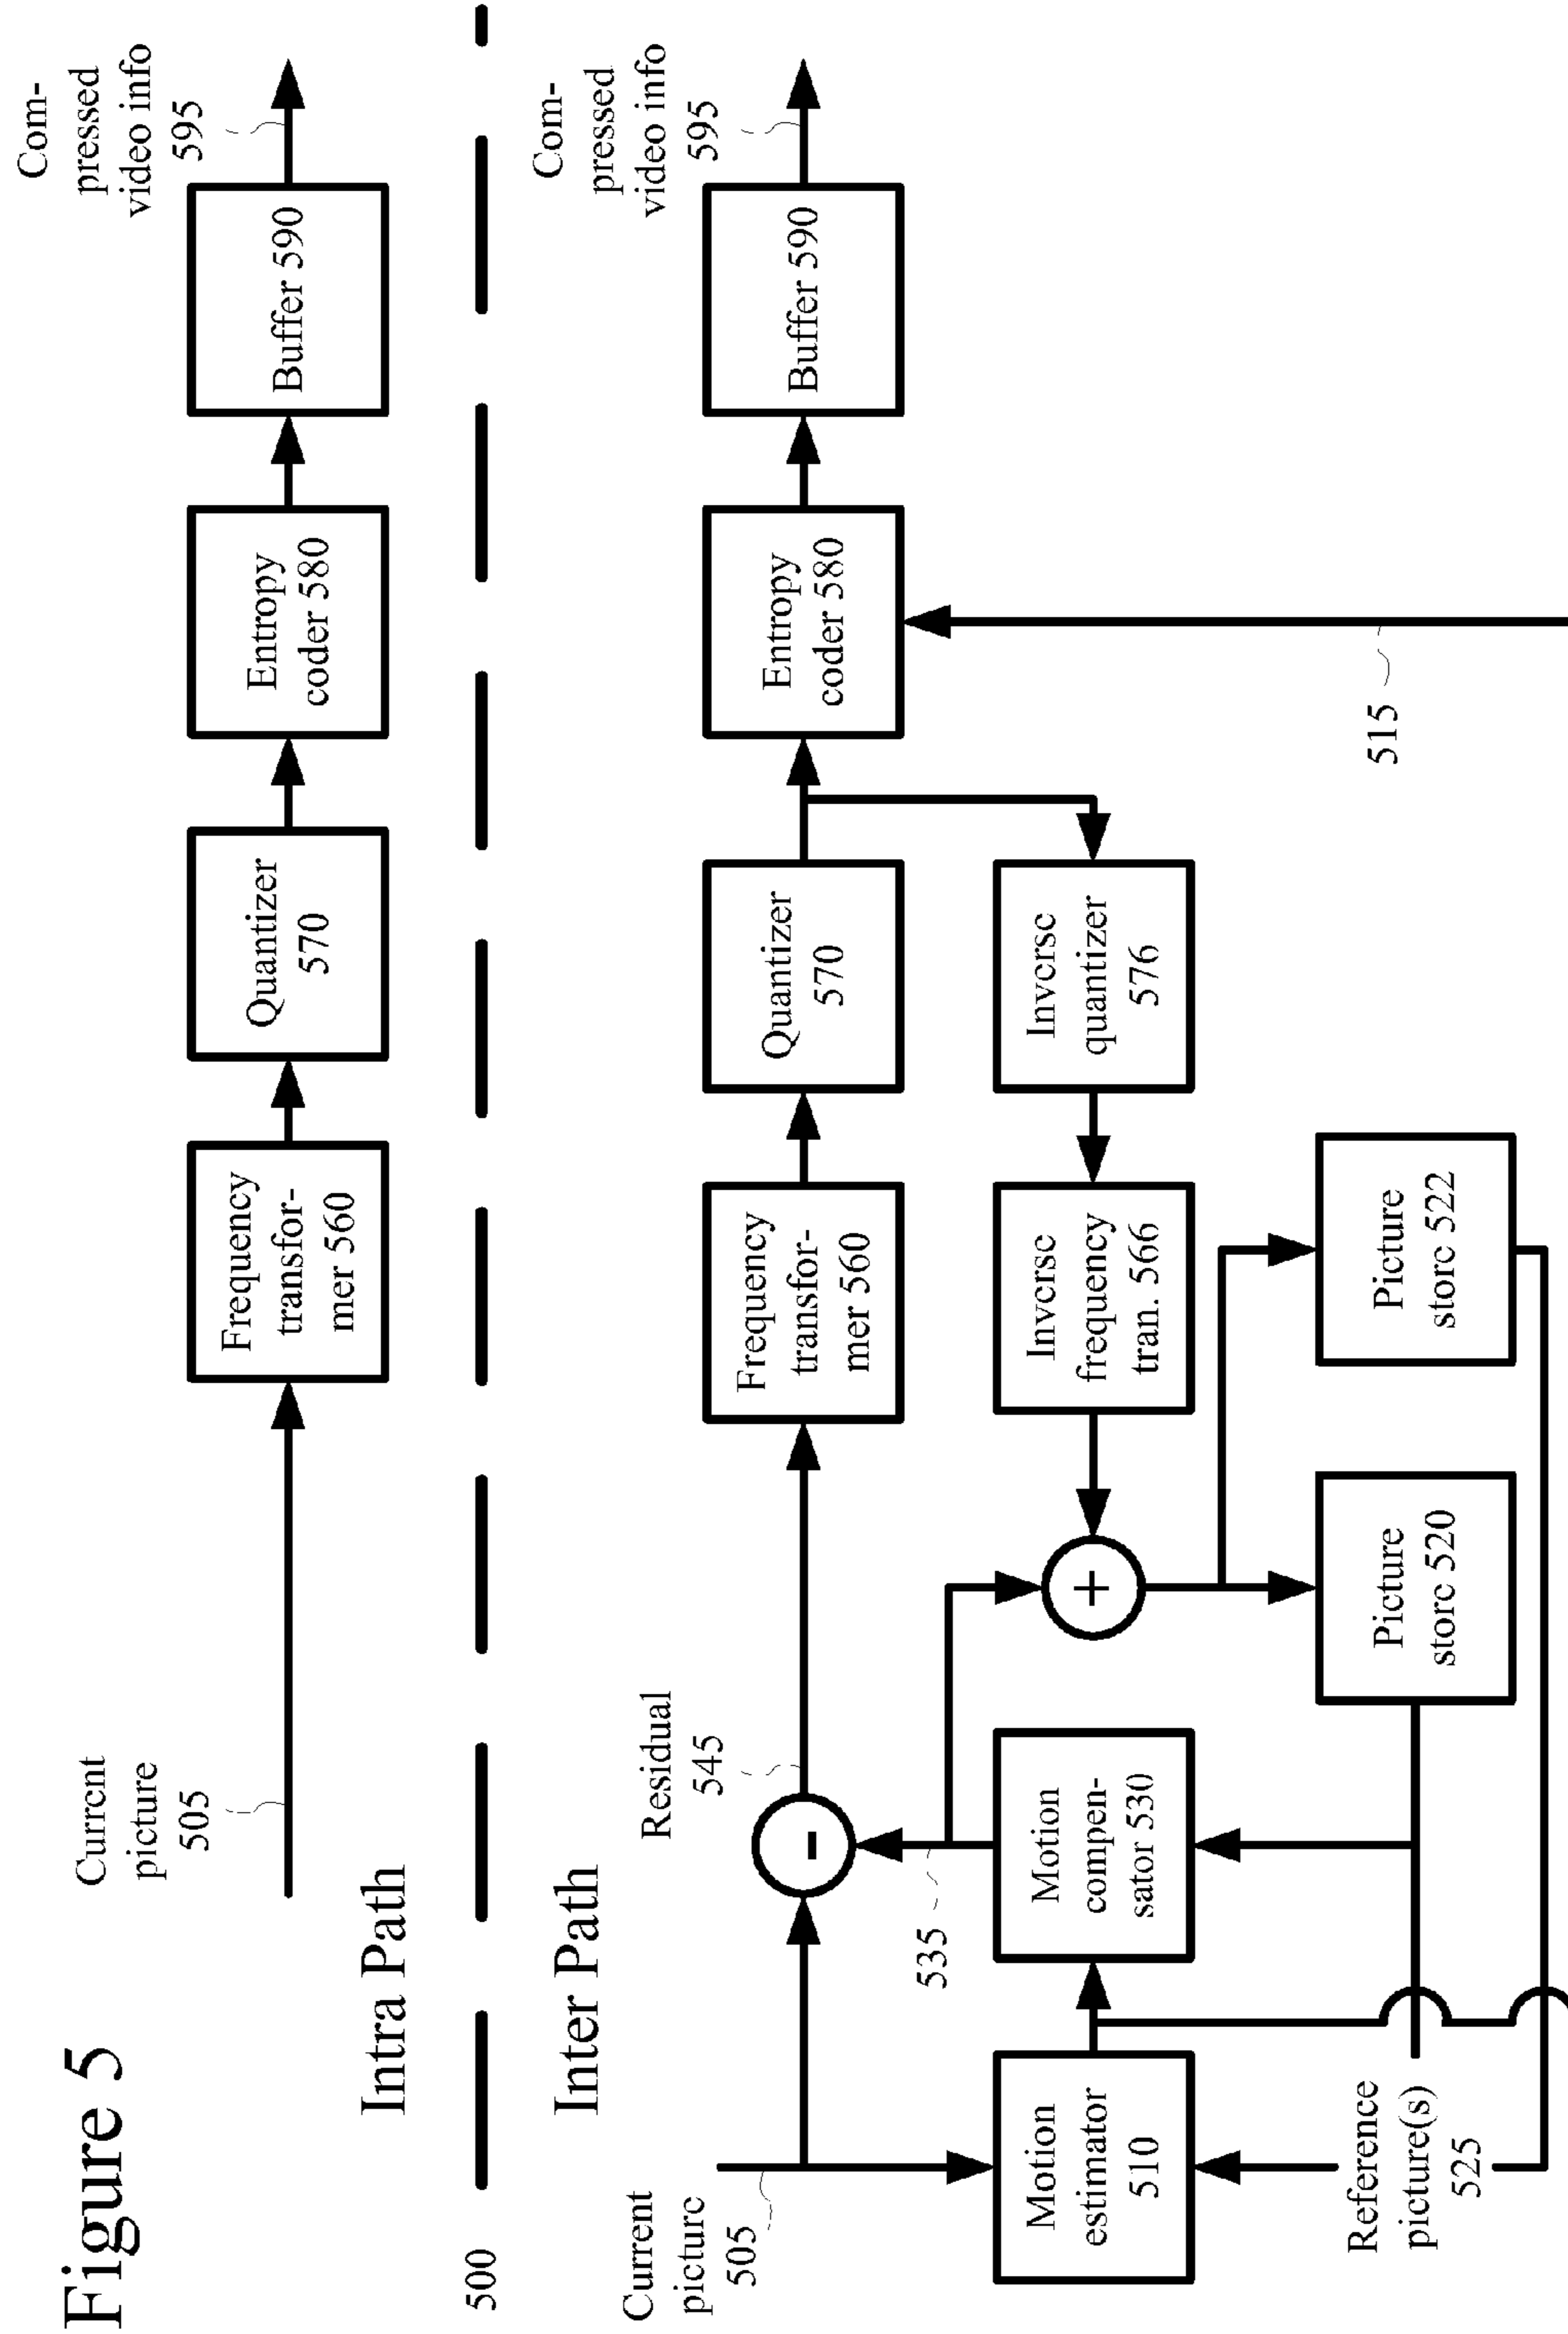 Figure 5
Current
picture
505
Frequency
transfor-
mer 560
Quantizer
570
Entropy
coder 580
Buffer 590
Com-
pressed
video info
595
Intra Path
500
Inter Path
Current
picture
505
Residual
545
Frequency
transfor-
mer 560
Quantizer
570
Entropy
coder 580
Buffer 590
Com-
pressed
video info
595
-
535
Motion
estimator
510
Motion
compen-
sator 530
+
Inverse
frequency
tran. 566
Inverse
quantizer
576
515
Reference
picture(s)
525
Picture
store 520
Picture
store 522